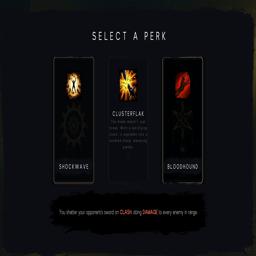 SELECT A PERK
CLUSTERFLAK
SHOCKWAVE
BLOODHOUND
You shatter your opponent's sword on CLASH doing DAMAGE to every enemy in range.